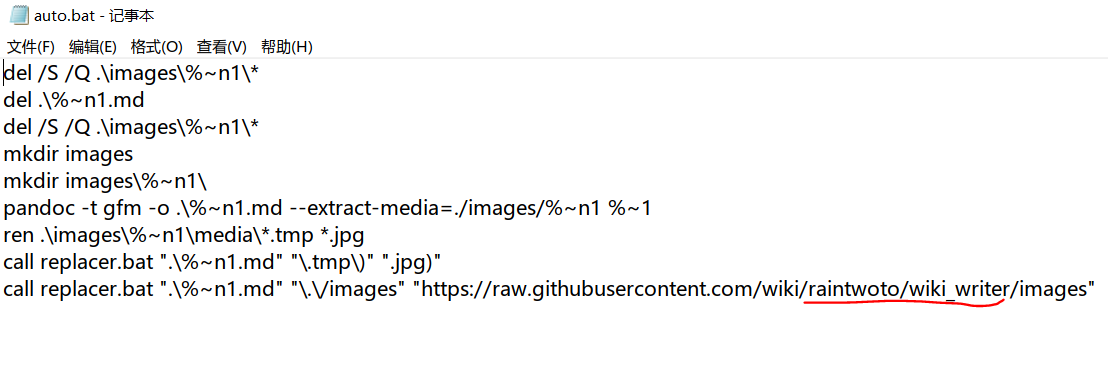 auto.bat - 记事本
文件(F) 编辑(E) 格式(O) 查看(V) 帮助(H)
del /S /Q .\images\%~n1\*
del .\%~n1.md
del /S /Q .\images\%~n1\*
mkdir images
mkdir images\%~n1\
pandoc -t gfm -o .\%~n1.md --extract-media=./images/%~n1 %~1
ren .\images\%~n1\media\*.tmp *.jpg
call replacer.bat ".\%~n1.md" "\.tmp\)" ".jpg)"
call replacer.bat ".\%~n1.md" "\.\/images" "https://raw.githubusercontent.com/wiki/raintwoto/wiki_writer/images"